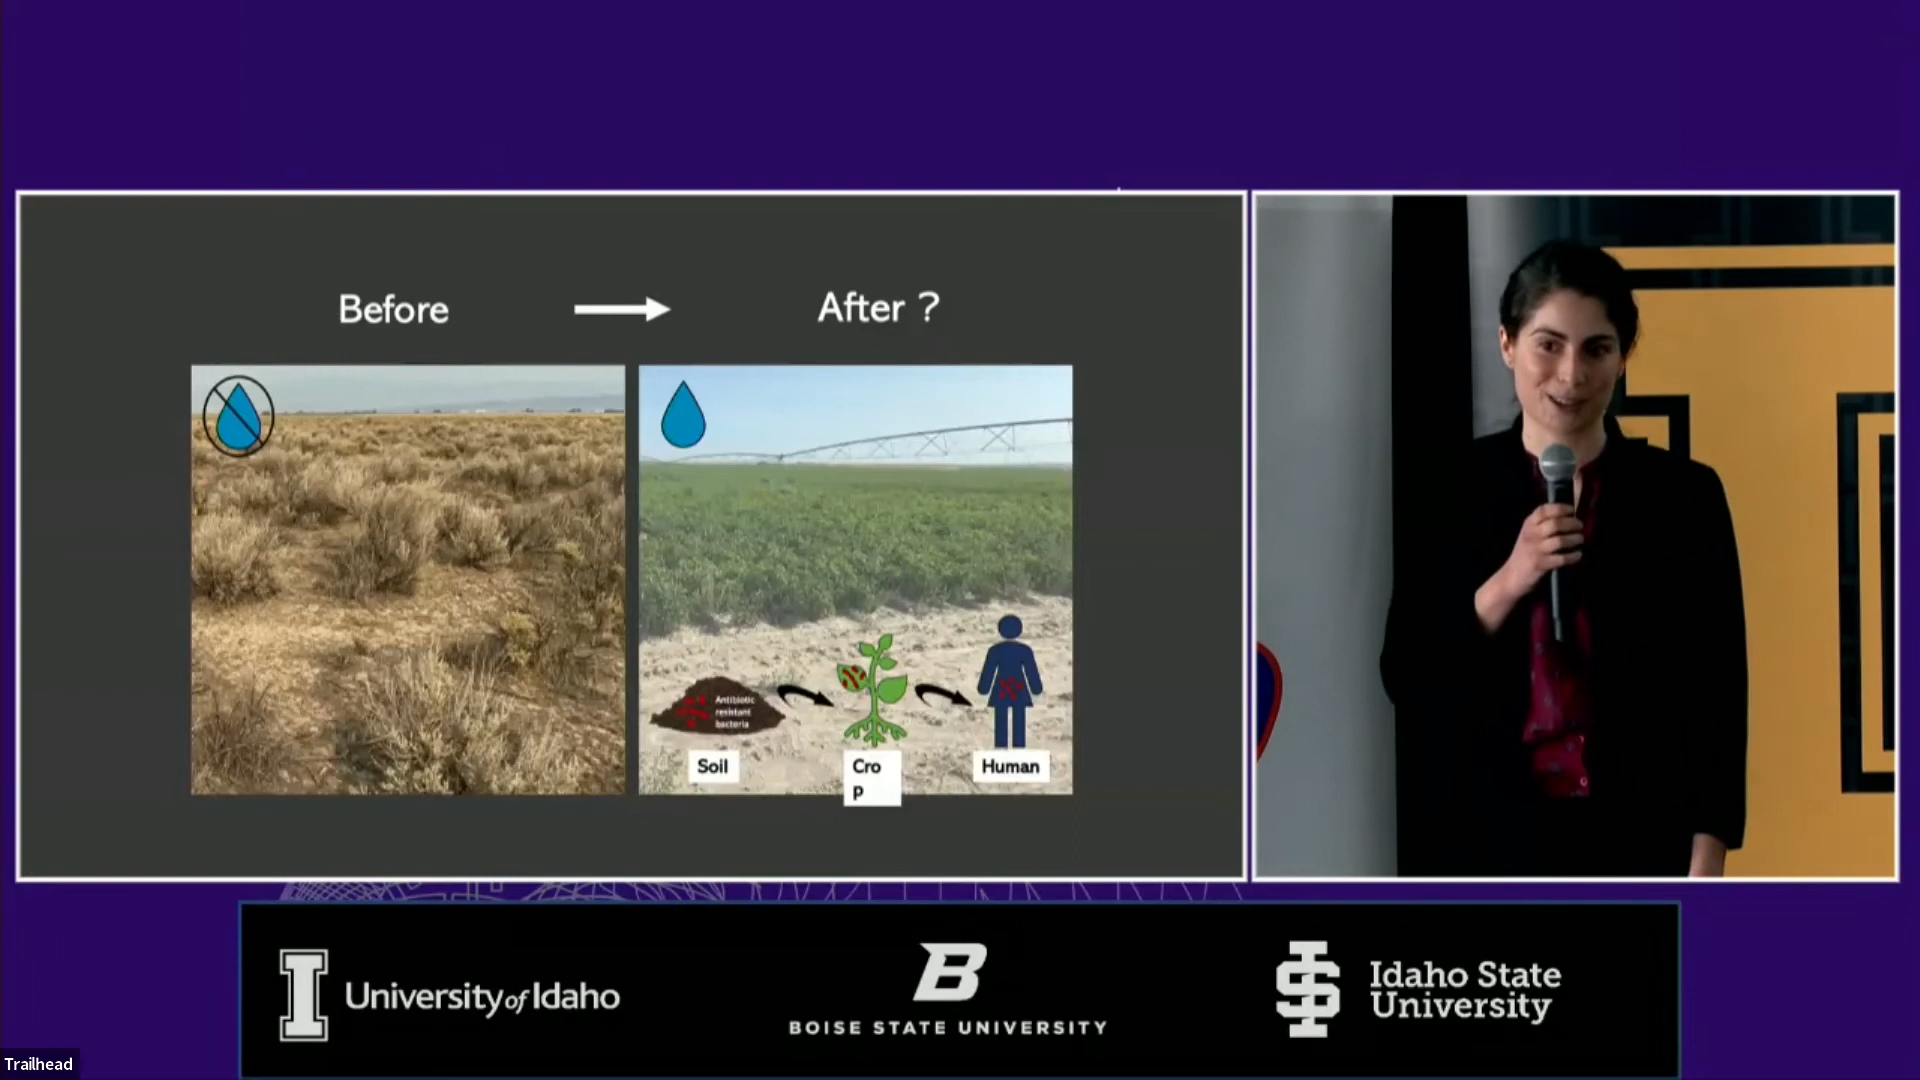 Before
After ?
Antibiotic
resistant
bacteria
Soil
Cro
p
Human
University of Idaho
B
BOISE STATE UNIVERSITY
Idaho State
University
Trailhead